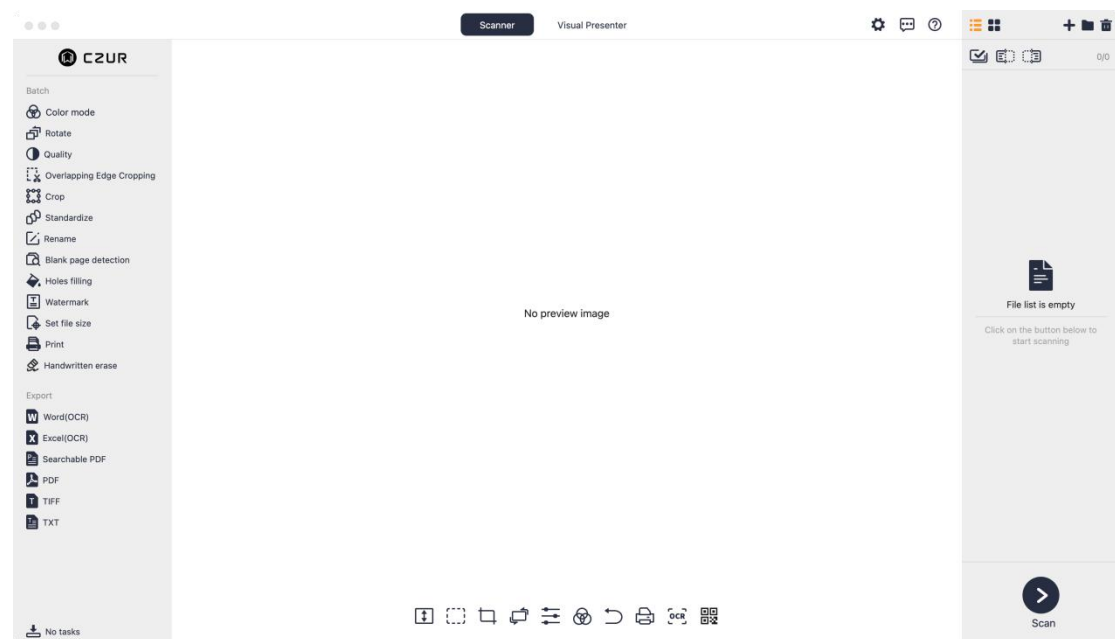 Scanner
Visual Presenter
CZUR
Batch
Color mode
Rotate
Quality
Overlapping Edge Cropping
Crop
Standardize
Rename
Blank page detection
Holes filling
Watermark
Set file size
Print
Handwritten erase
Export
Word(OCR)
Excel(OCR)
Searchable PDF
PDF
TIFF
TXT
No tasks
No preview image
OCR
0/0
File list is empty
Click on the button below to
start scanning
Scan